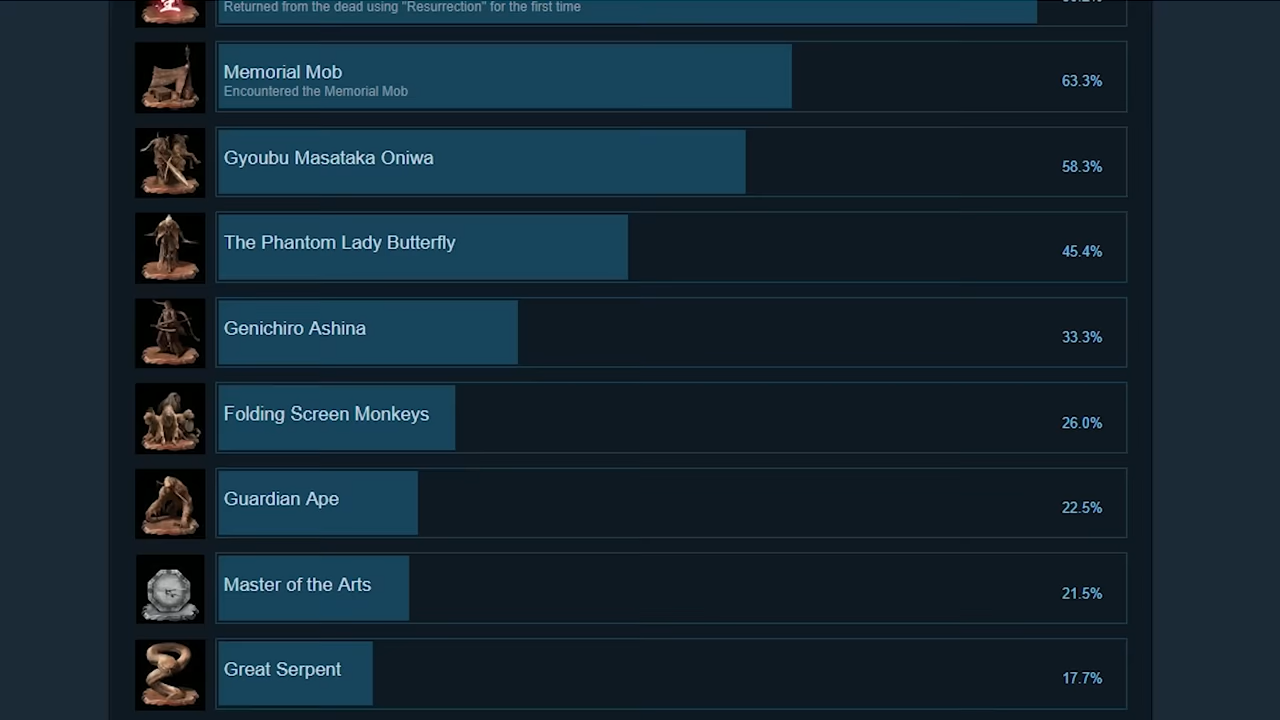 Returned from the dead using "Resurrection" for the first time
Memorial Mob
Encountered the Memorial Mob
63.3%
Gyoubu Masataka Oniwa
58.3%
The Phantom Lady Butterfly
45.4%
Genichiro Ashina
33.3%
Folding Screen Monkeys
26.0%
Guardian Ape
22.5%
Master of the Arts
21.5%
Great Serpent
17.7%